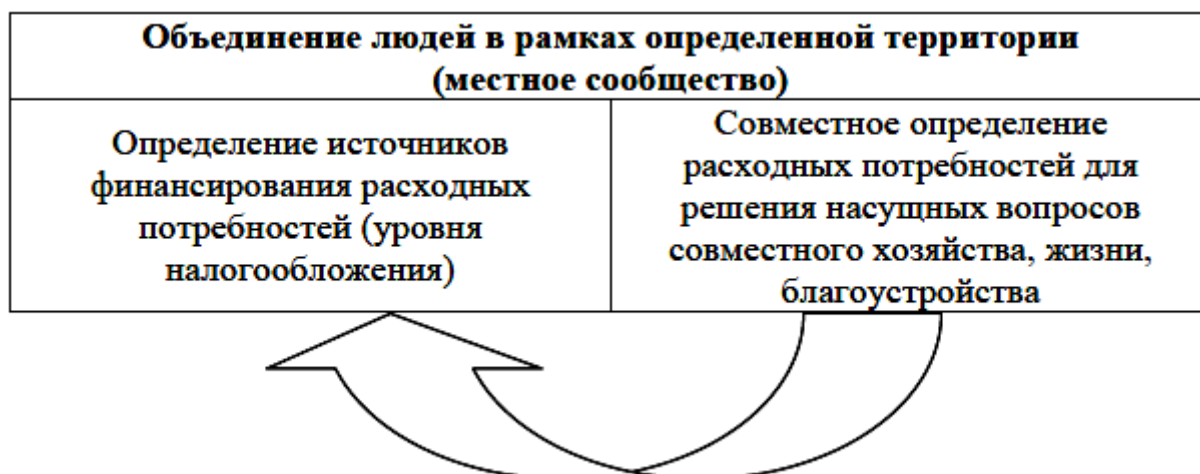 Объединение людей в рамках определенной территории
(местное сообщество)
Определение источников
финансирования расходных
потребностей (уровня
налогообложения)
Совместное определение
расходных потребностей для
решения насущных вопросов
совместного хозяйства, жизни,
благоустройства